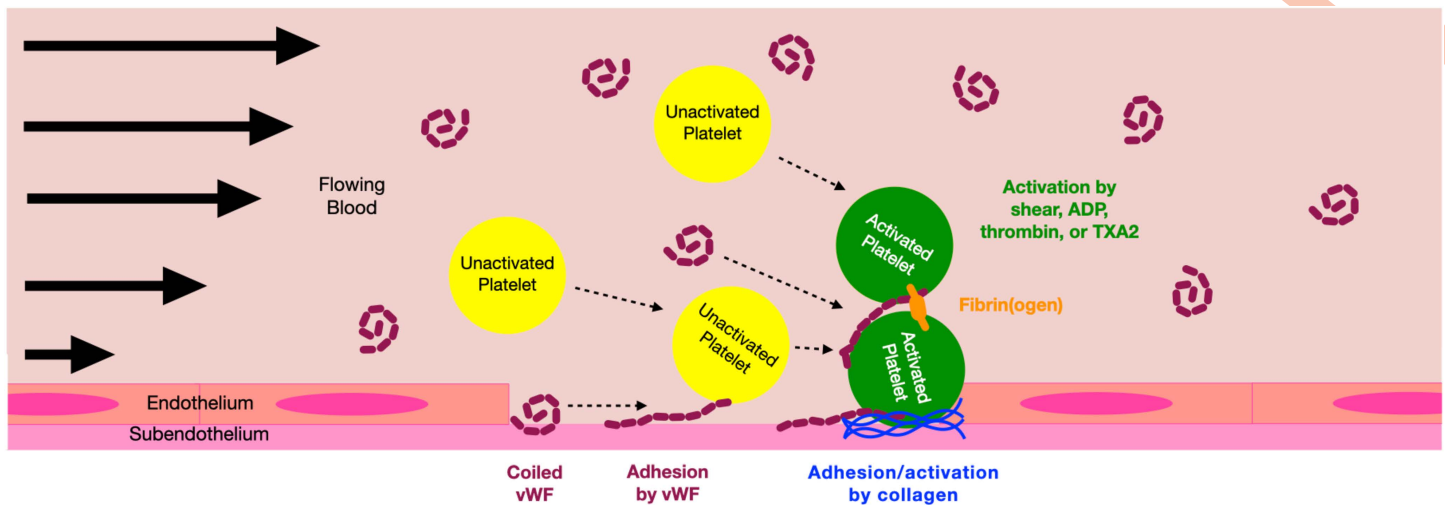 Unactivated
Platelet
Flowing
Blood
Activation by
shear, ADP,
thrombin, or TXA2
Activated
Platelet
Unactivated
Platelet
Fibrin(ogen)
Unactivated
Platelet
Activated
Platelet
Endothelium
Subendothelium
Coiled
vWF
Adhesion
by vWF
Adhesion/activation
by collagen